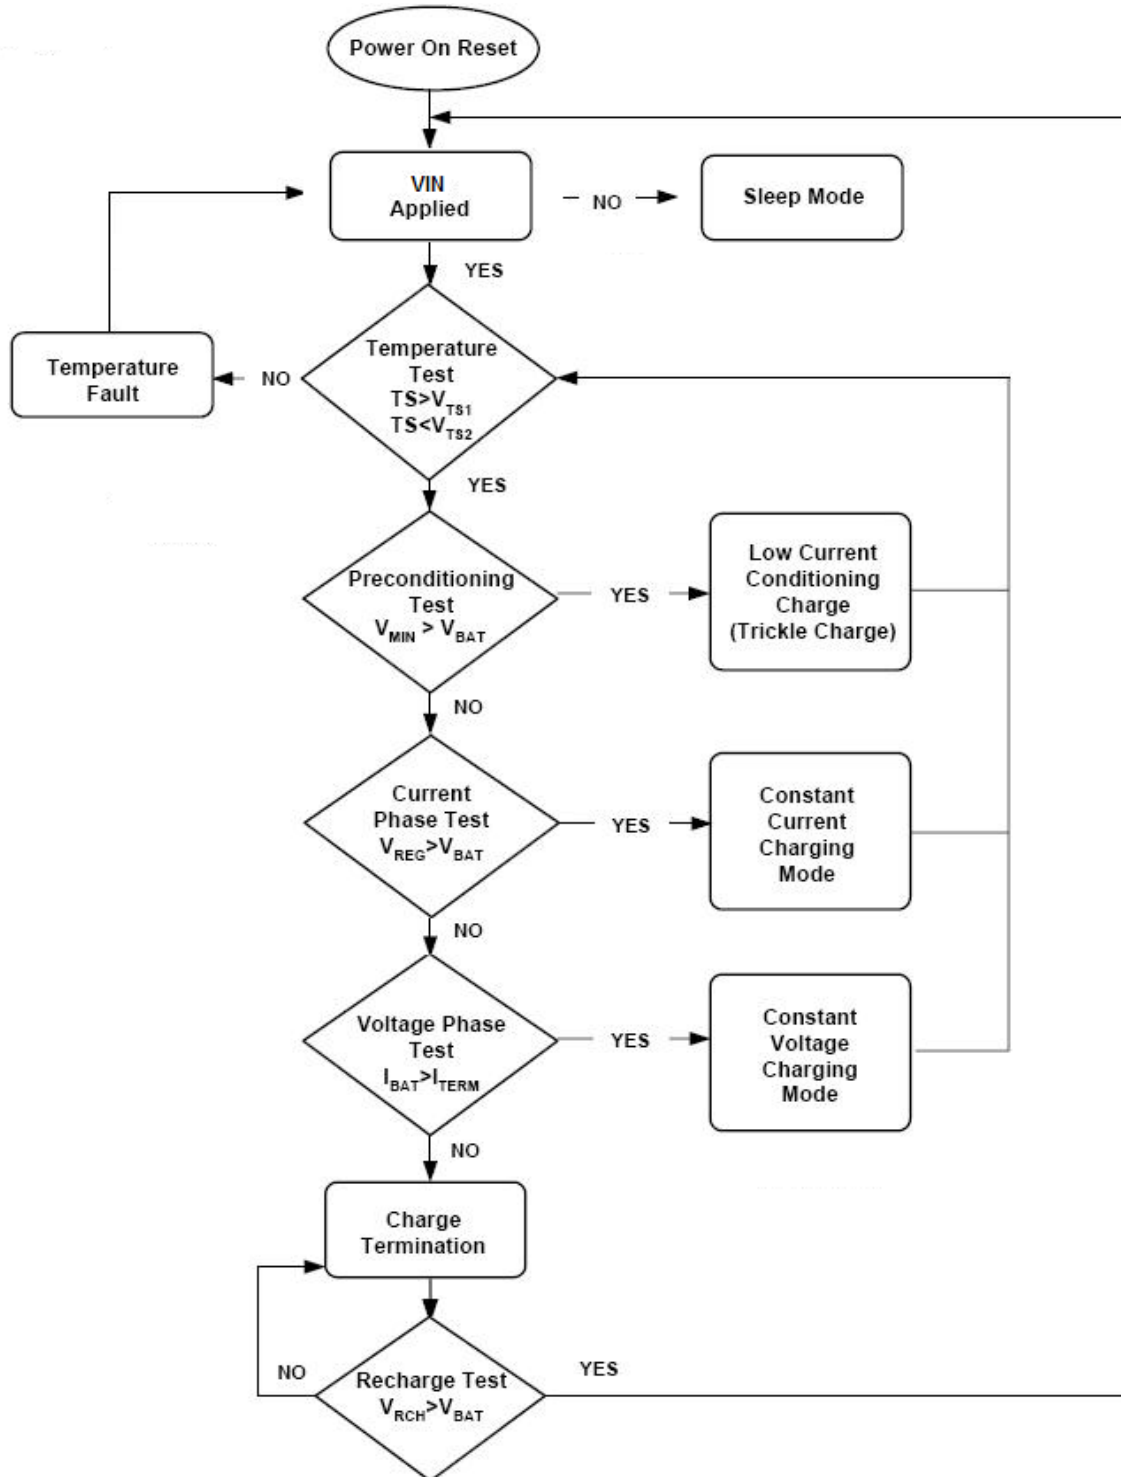 Power On Reset
VIN
Applied
NO
Sleep Mode
YES
Temperature
Test
TS>VTS1
TS<VTS2
NO
Temperature
Fault
YES
Preconditioning
Test
VMIN > VBAT
YES
Low Current
Conditioning
Charge
(Trickle Charge)
NO
Current
Phase Test
VREG>VBAT
YES
Constant
Current
Charging
Mode
NO
Voltage Phase
Test
IBAT>ITERM
YES
Constant
Voltage
Charging
Mode
NO
Charge
Termination
NO
Recharge Test
VRCH>VBAT
YES